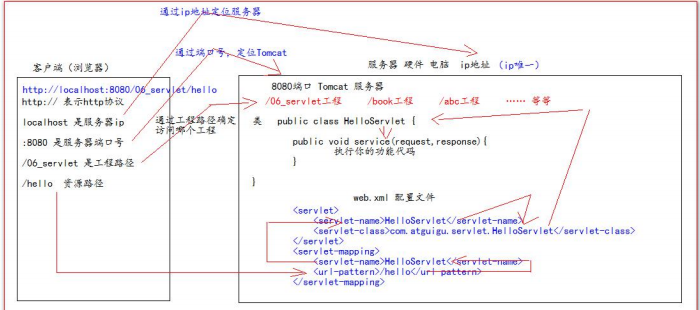 通过ip地址定位服务器
通过端口号，定位Tomcat
客户端（浏览器）
服务器 硬件 电脑 ip地址 (ip唯一)
http://localhost:8080/06_servlet/hello
http:// 表示http协议
localhost 是服务器ip
:8080 是服务器端口号
/06_servlet 是工程路径
/hello 资源路径
通过工程路径确定
访问哪个工程
8080端口 Tomcat 服务器
/06_servlet工程 /book工程 /abc工程 …… 等等
类 public class HelloServlet {
public void service(request,response){
执行你的功能代码
}
}
web.xml 配置文件
<servlet>
<servlet-name>HelloServlet</servlet-name>
<servlet-class>com.atguigu.servlet.HelloServlet</servlet-class>
</servlet>
<servlet-mapping>
<servlet-name>HelloServlet</servlet-name>
<url-pattern>/hello</url-pattern>
</servlet-mapping>